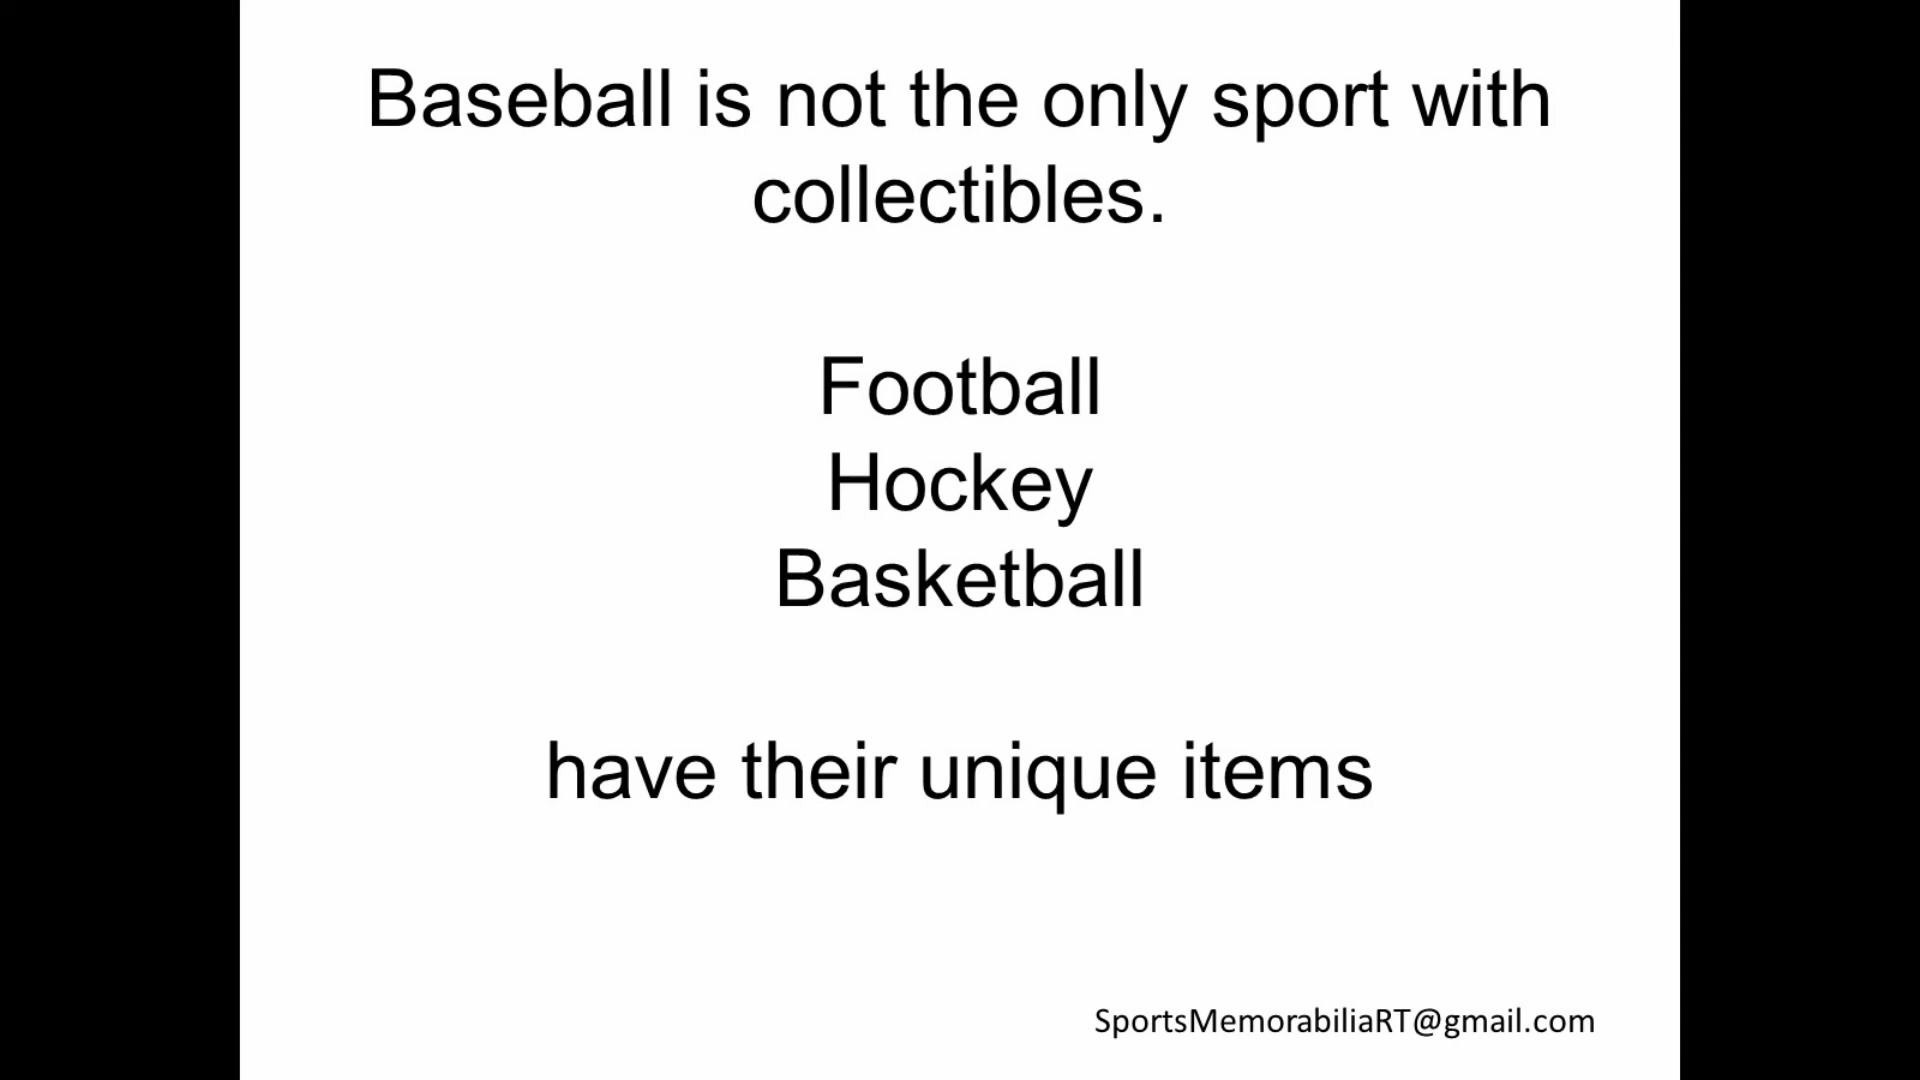 Baseball is not the only sport with
collectibles.
Football
Hockey
Basketball
have their unique items
SportsMemorabiliaRT@gmail.com